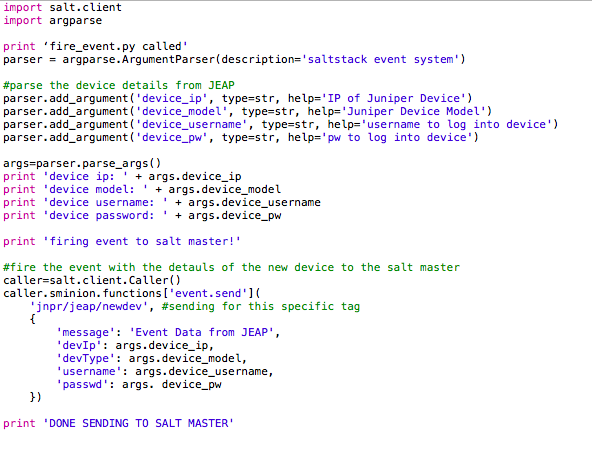 import salt.client
import argparse

print ‘fire_event.py called'
parser = argparse.ArgumentParser(description='saltstack event system')

#parse the device details from JEAP
parser.add_argument('device_ip', type=str, help='IP of Juniper Device')
parser.add_argument('device_model', type=str, help='Juniper Device Model')
parser.add_argument('device_username', type=str, help='username to log into device')
parser.add_argument('device_pw', type=str, help='pw to log into device')

args=parser.parse_args()
print 'device ip: ' + args.device_ip
print 'device model: ' + args.device_model
print 'device username: ' + args.device_username
print 'device password: ' + args.device_pw

print 'firing event to salt master!'

#fire the event with the detauls of the new device to the salt master
caller=salt.client.Caller()
caller.sminion.functions['event.send'](
    'jnpr/jeap/newdev', #sending for this specific tag
    {
        'message': 'Event Data from JEAP',
        'devIp': args.device_ip,
        'devType': args.device_model,
        'username': args.device_username,
        'passwd': args. device_pw
    })

print 'DONE SENDING TO SALT MASTER'